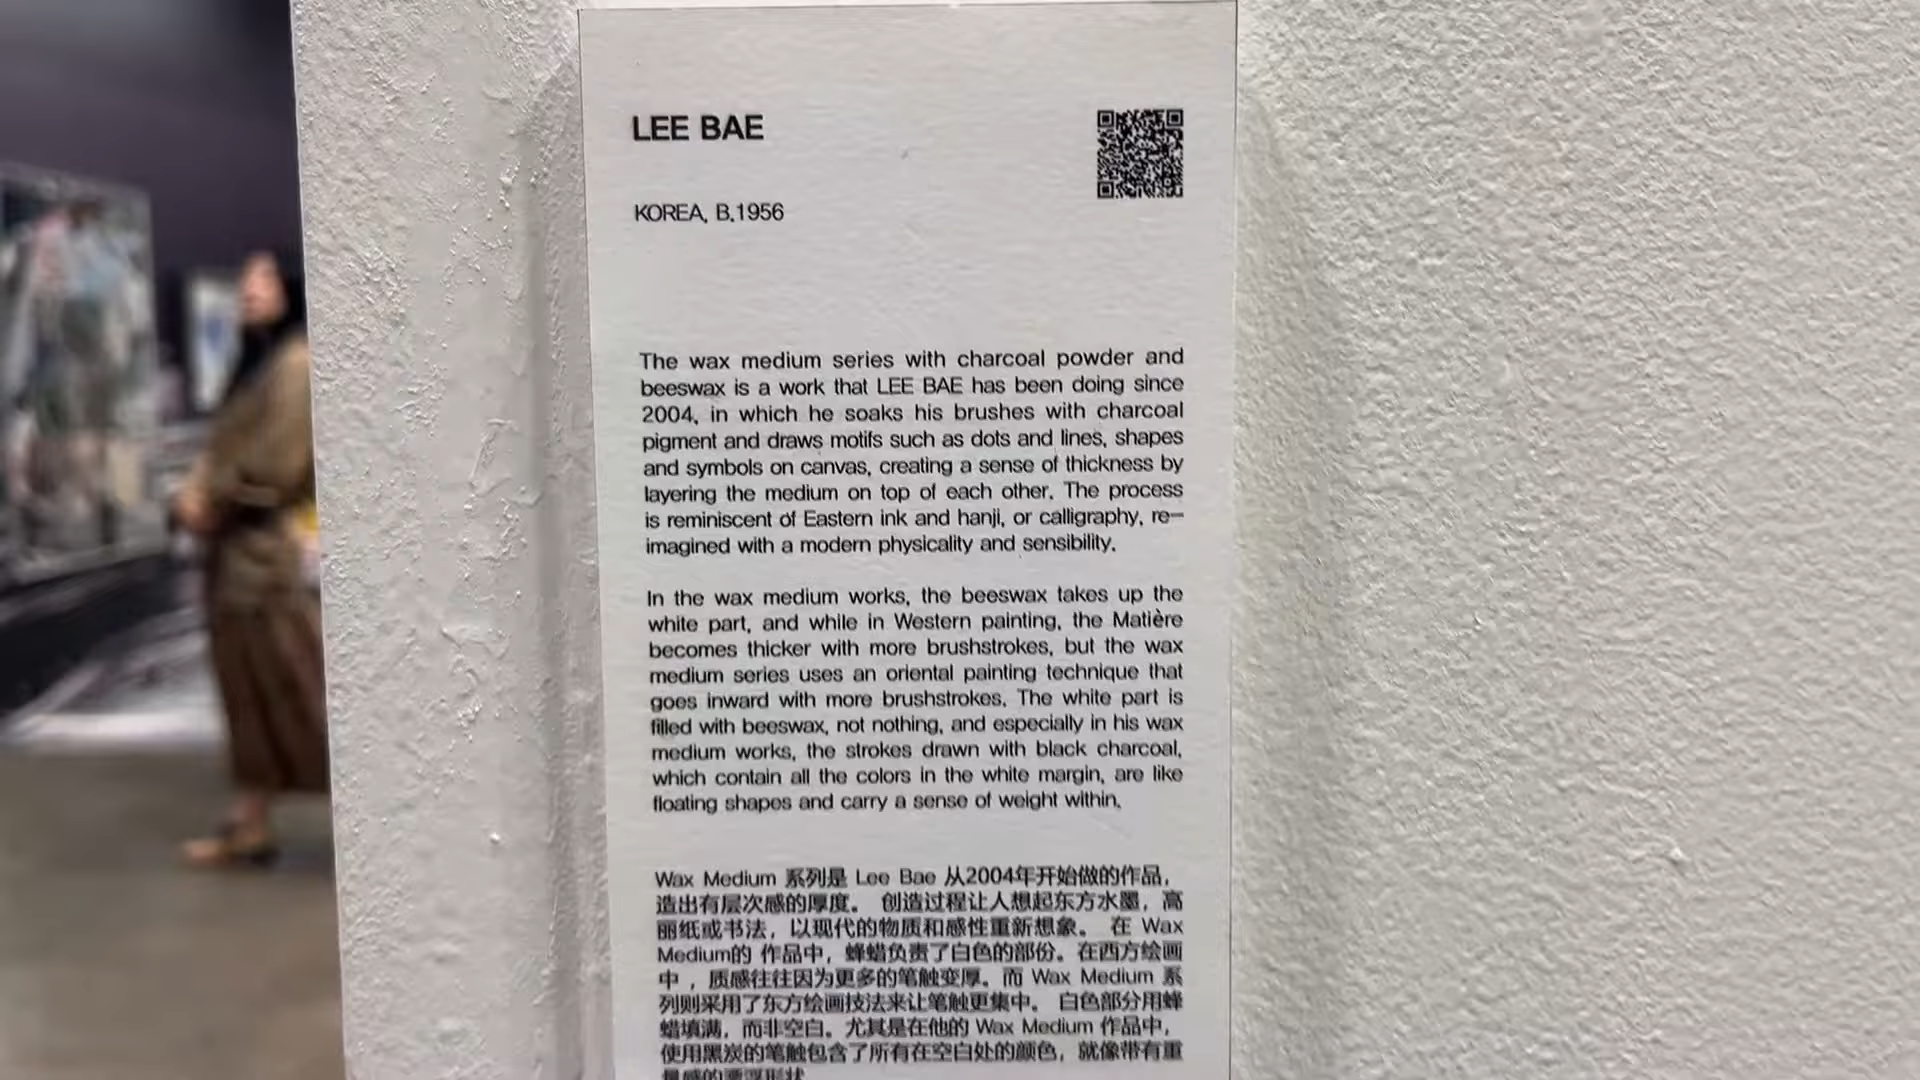 LEE BAE
KOREA, B.1956
The wax medium series with charcoal powder and
beeswax is a work that LEE BAE has been doing since
2004, in which he soaks his brushes with charcoal
pigment and draws motifs such as dots and lines, shapes
and symbols on canvas, creating a sense of thickness by
layering the medium on top of each other. The process
is reminiscent of Eastern ink and hanji, or calligraphy, re-
imagined with a modern physicality and sensibility.
In the wax medium works, the beeswax takes up the
white part, and while in Western painting, the Matière
becomes thicker with more brushstrokes, but the wax
medium series uses an oriental painting technique that
goes inward with more brushstrokes. The white part is
filled with beeswax, not nothing, and especially in his wax
medium works, the strokes drawn with black charcoal,
which contain all the colors in the white margin, are like
floating shapes and carry a sense of weight within.
Wax Medium 系列是 Lee Bae 从2004年开始做的作品，
造出有层次感的厚度。 创造过程让人想起东方水墨，高
丽纸或书法，以现代的物质和感性重新想象。 在 Wax
Medium的 作品中，蜂蜡负责了白色的部份。在西方绘画
中，质感往往因为更多的笔触变厚。而 Wax Medium 系
列则采用了东方绘画技法来让笔触更集中。 白色部分用蜂
蜡填满，而非空白。尤其是在他的 Wax Medium 作品中，
使用黑炭的笔触包含了所有在空白处的颜色，就像带有重
量感的漂浮形状